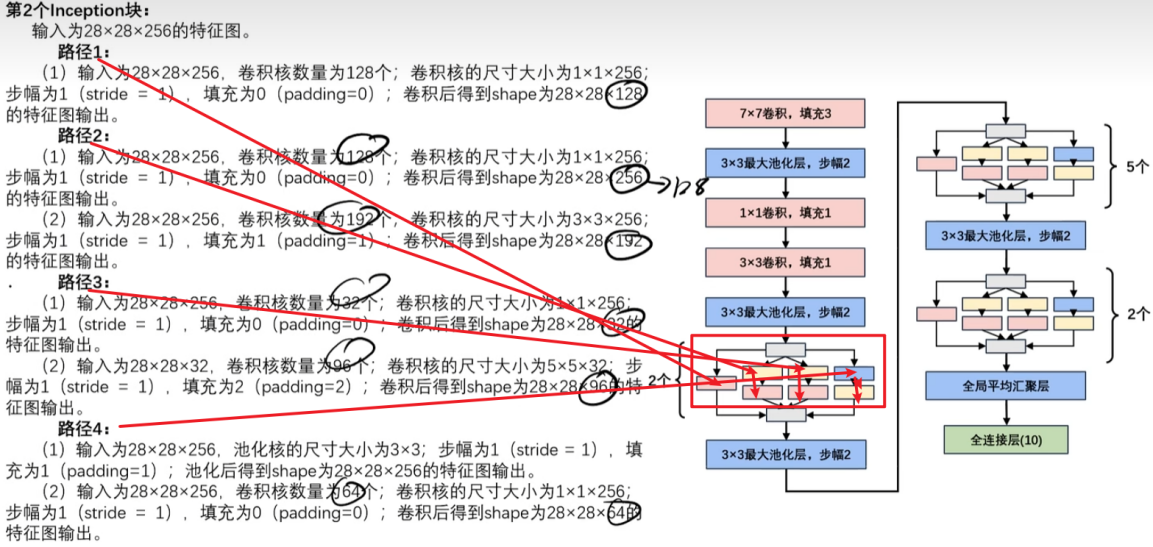 第2个Inception块：
输入为28×28×256的特征图。
路径1：
（1）输入为28×28×256，卷积核数量为128个；卷积核的尺寸大小为1×1×256；
步幅为1（stride = 1），填充为0（padding=0）；卷积后得到shape为28×28×128
的特征图输出。
路径2：
（1）输入为28×28×256，卷积核数量为128个；卷积核的尺寸大小为1×1×256；
步幅为1（stride = 1），填充为0（padding=0）；卷积后得到shape为28×28×256
→128
的特征图输出。
（2）输入为28×28×256，卷积核数量为192个；卷积核的尺寸大小为3×3×256；
步幅为1（stride = 1），填充为1（padding=1）；卷积后得到shape为28×28×192
的特征图输出。
路径3：
（1）输入为28×28×256，卷积核数量为32个；卷积核的尺寸大小为1×1×256；
步幅为1（stride = 1），填充为0（padding=0）；卷积后得到shape为28×28×32的
特征图输出。
（2）输入为28×28×32，卷积核数量为96个；卷积核的尺寸大小为5×5×32；步
幅为1（stride = 1），填充为2（padding=2）；卷积后得到shape为28×28×96的特
征图输出。
路径4：
（1）输入为28×28×256，池化核的尺寸大小为3×3；步幅为1（stride = 1），填
充为1（padding=1）；池化后得到shape为28×28×256的特征图输出。
（2）输入为28×28×256，卷积核数量为64个；卷积核的尺寸大小为1×1×256；
步幅为1（stride = 1），填充为0（padding=0）；卷积后得到shape为28×28×64的
特征图输出。
7×7卷积，填充3
3×3最大池化层，步幅2
1×1卷积，填充1
3×3卷积，填充1
3×3最大池化层，步幅2
2个
3×3最大池化层，步幅2
5个
3×3最大池化层，步幅2
2个
全局平均汇聚层
全连接层(10)